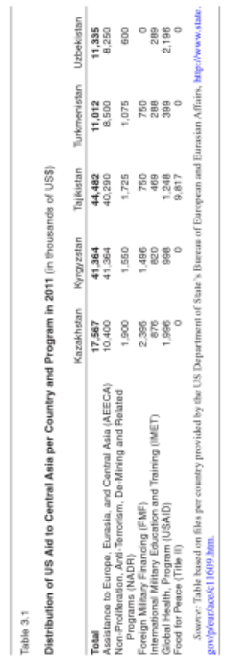 Table 3.1
Distribution of US Aid to Central Asia per Country and Program in 2011 (in thousands of US$)
Kazakhstan Kyrgyzstan Tajikistan Turkmenistan Uzbekistan
Total 17,567 41,364 44,482 11,012 11,335
Assistance to Europe, Eurasia, and Central Asia (AEECA) 10,400 41,364 40,290 8,500 8,250
Non-Proliferation, Anti-Terrorism, De-Mining and Related
Programs (NADR) 1,900 1,550 1,725 1,075 600
Foreign Military Financing (FMF) 2,395 1,496 750 750 0
International Military Education and Training (IMET) 876 820 469 288 289
Global Health, Program (USAID) 1,996 998 1,248 399 2,196
Food for Peace (Title II) 0 0 9,817 0 0
Source: Table based on files per country provided by the US Department of State's Bureau of European and Eurasian Affairs, http://www.state.
gov/p/eur/ace/c11609.htm.